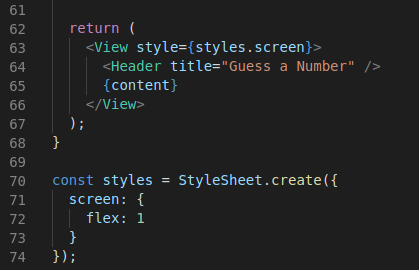 61
62   return (
63     <View style={styles.screen}>
64       <Header title="Guess a Number" />
65       {content}
66     </View>
67   );
68 }
69
70 const styles = StyleSheet.create({
71   screen: {
72     flex: 1
73   }
74 });